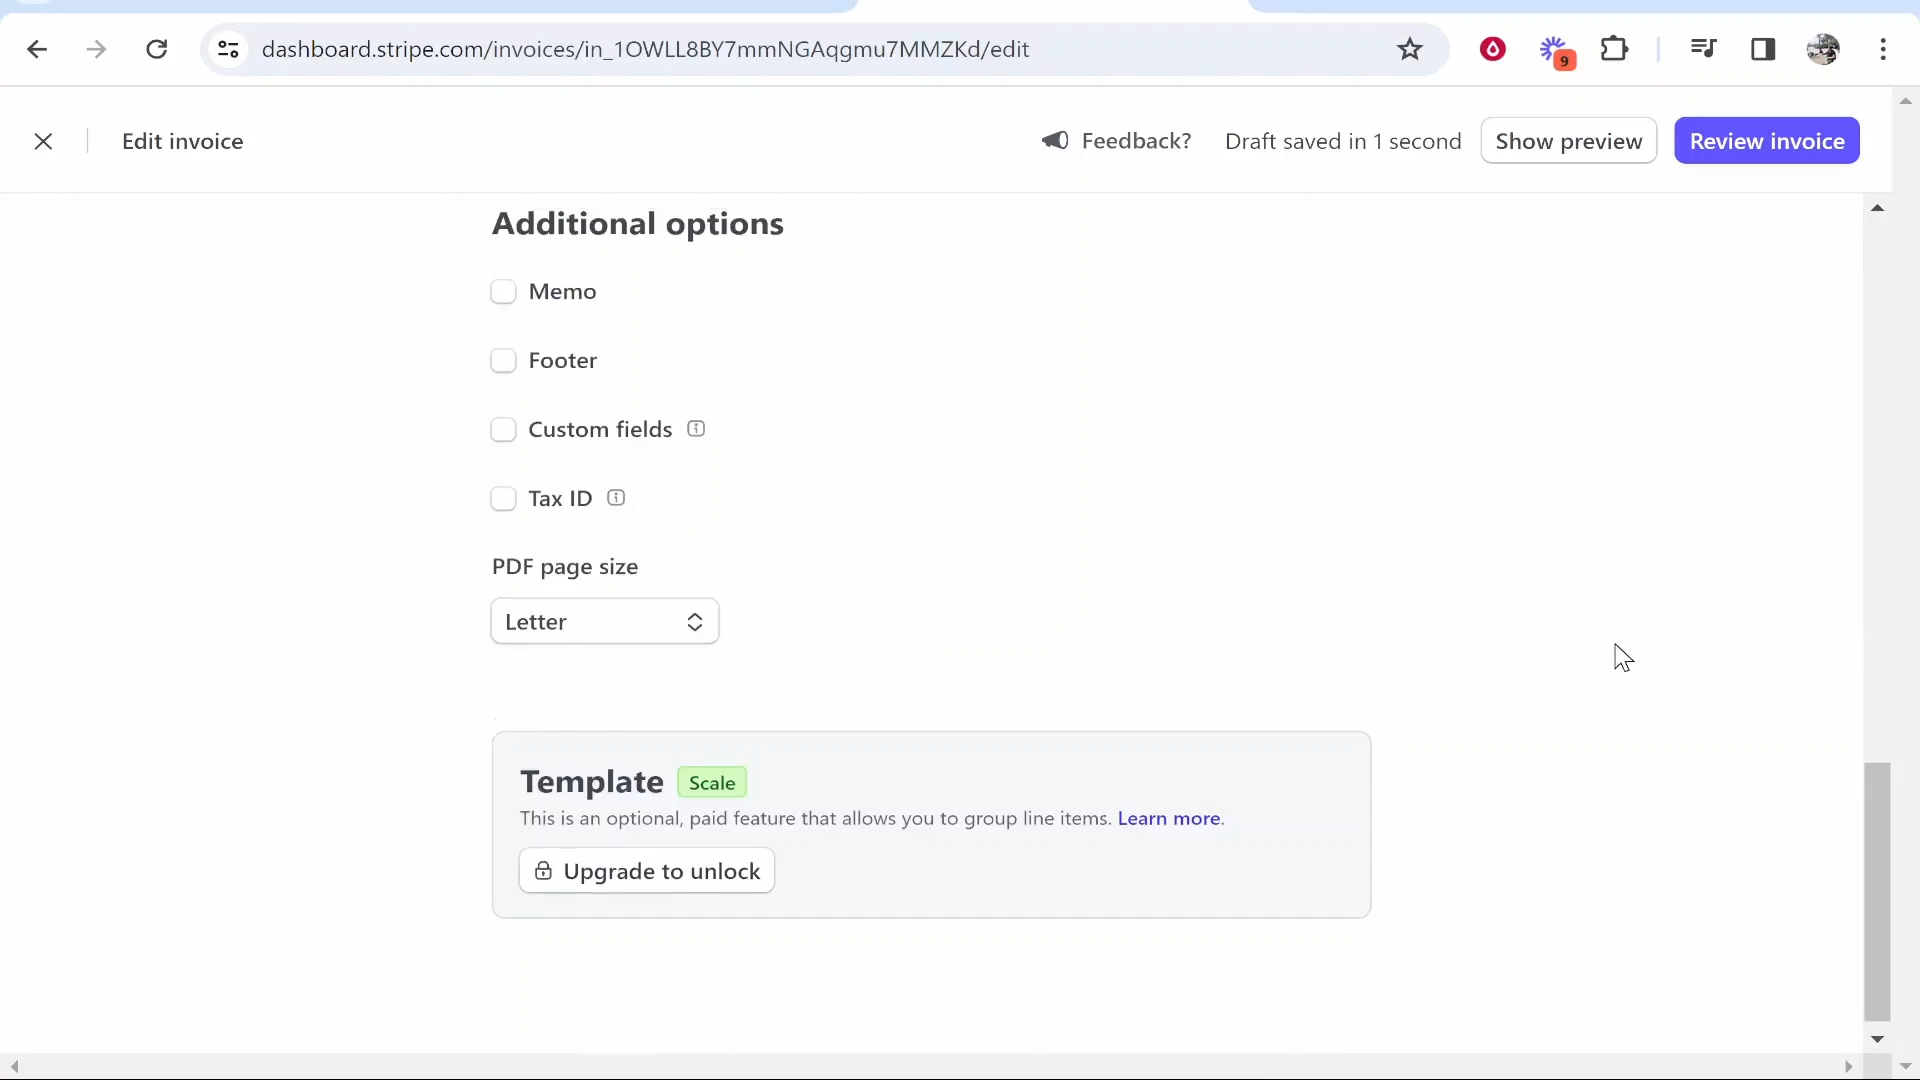 dashboard.stripe.com/invoices/in_1OWLL8BY7mmNGAqgmu7MMZKd/edit
9
Edit invoice
Feedback?
Draft saved in 1 second
Show preview
Review invoice
Additional options
Memo
Footer
Custom fields
Tax ID
PDF page size
Letter
Template Scale
This is an optional, paid feature that allows you to group line items. Learn more.
Upgrade to unlock